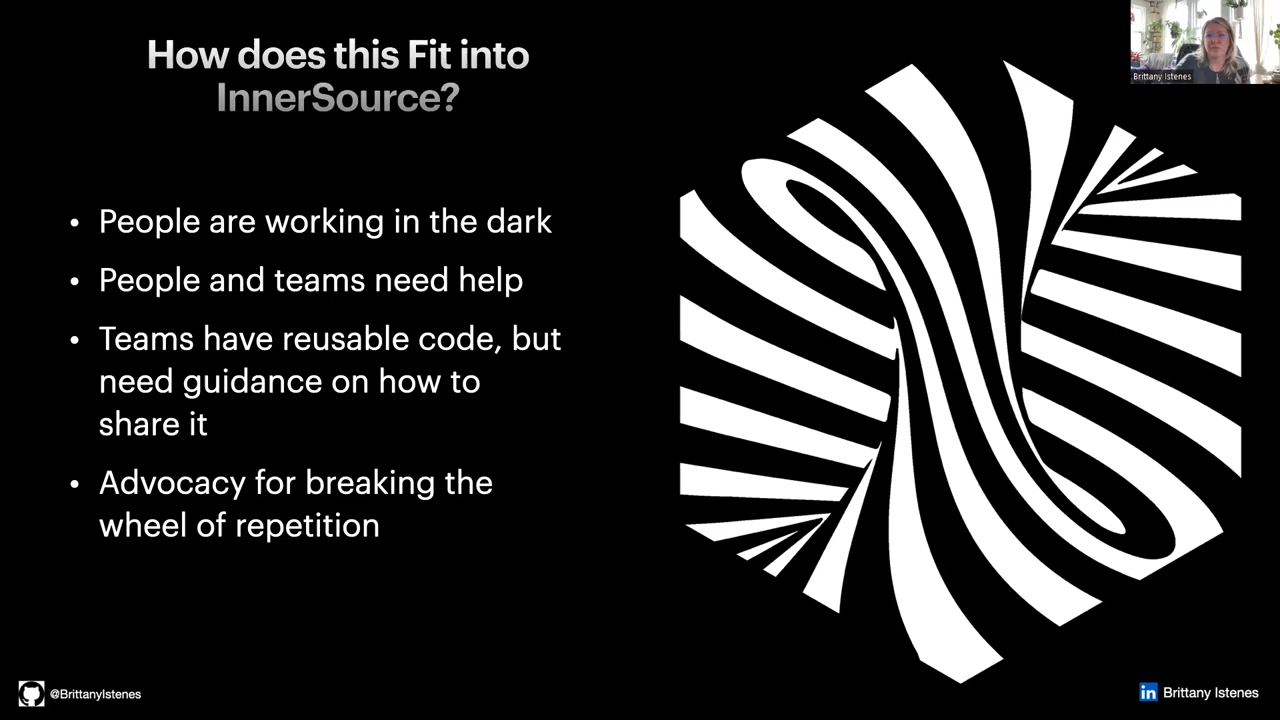 How does this Fit into
InnerSource?
Brittany Istenes
• People are working in the dark
• People and teams need help
• Teams have reusable code, but
need guidance on how to
share it
• Advocacy for breaking the
wheel of repetition
@BrittanyIstenes
in Brittany Istenes